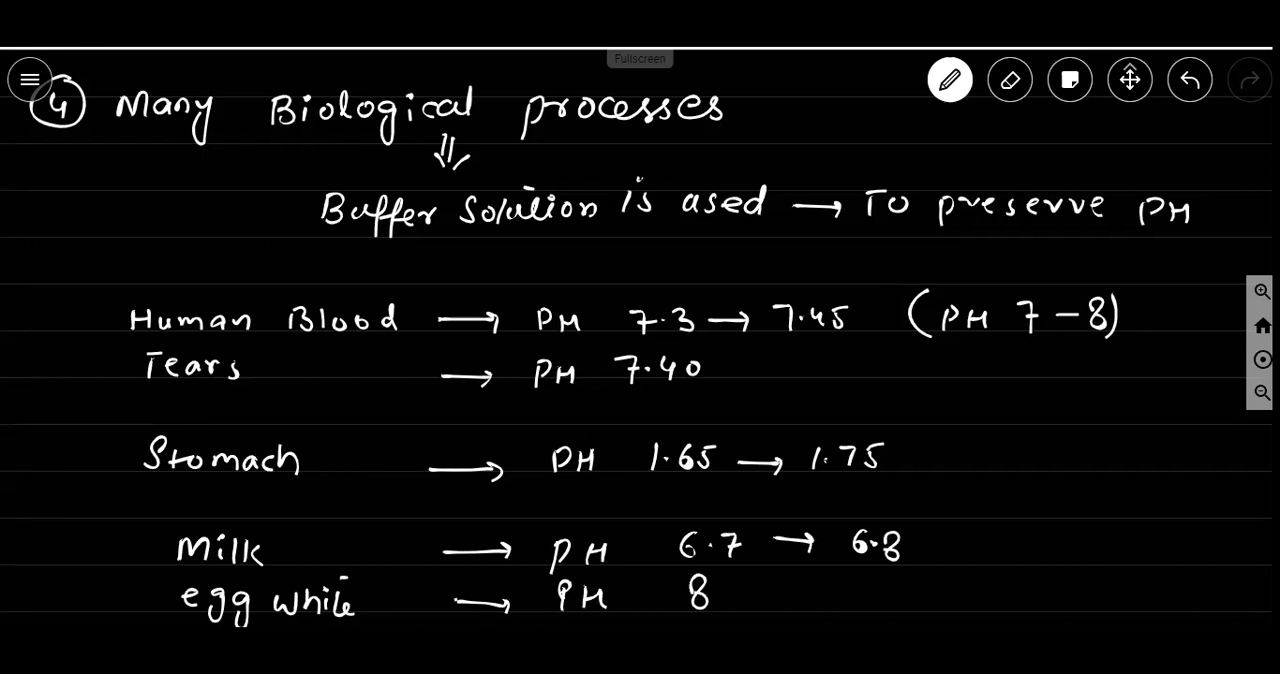 Fullscreen
4 Many Biological processes
⇓
Buffer solution is used → To preserve PH
Human Blood → PH 7.3 → 7.45 (PH 7 – 8)
Tears → PH 7.40
Stomach → PH 1.65 → 1.75
Milk → PH 6.7 → 6.8
egg white → PH 8